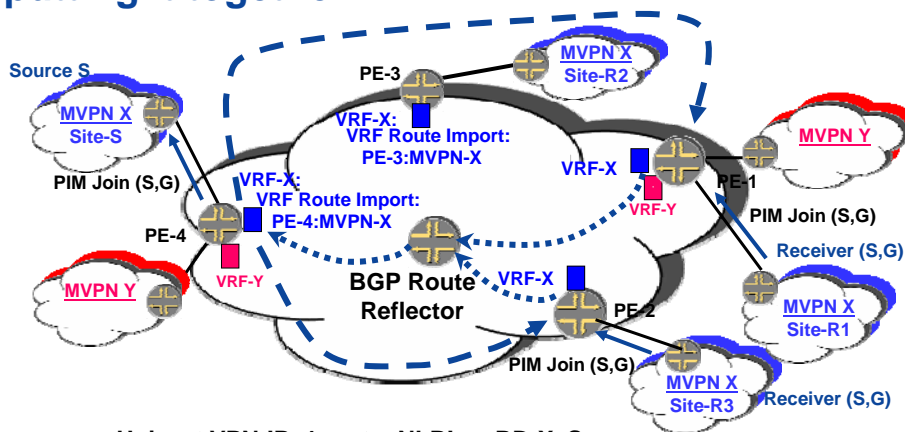 Source S
MVPN X
Site-S
PIM Join (S,G)
PE-3
VRF-X:
VRF Route Import:
PE-3:MVPN-X
MVPN X
Site-R2
VRF-X:
VRF Route Import:
PE-4:MVPN-X
PE-4
VRF-Y
MVPN Y
BGP Route
Reflector
VRF-X
VRF-Y
PE-1
MVPN Y
PIM Join (S,G)
Receiver (S,G)
MVPN X
Site-R1
VRF-X
PE-2
PIM Join (S,G)
MVPN X
Site-R3
Receiver (S,G)